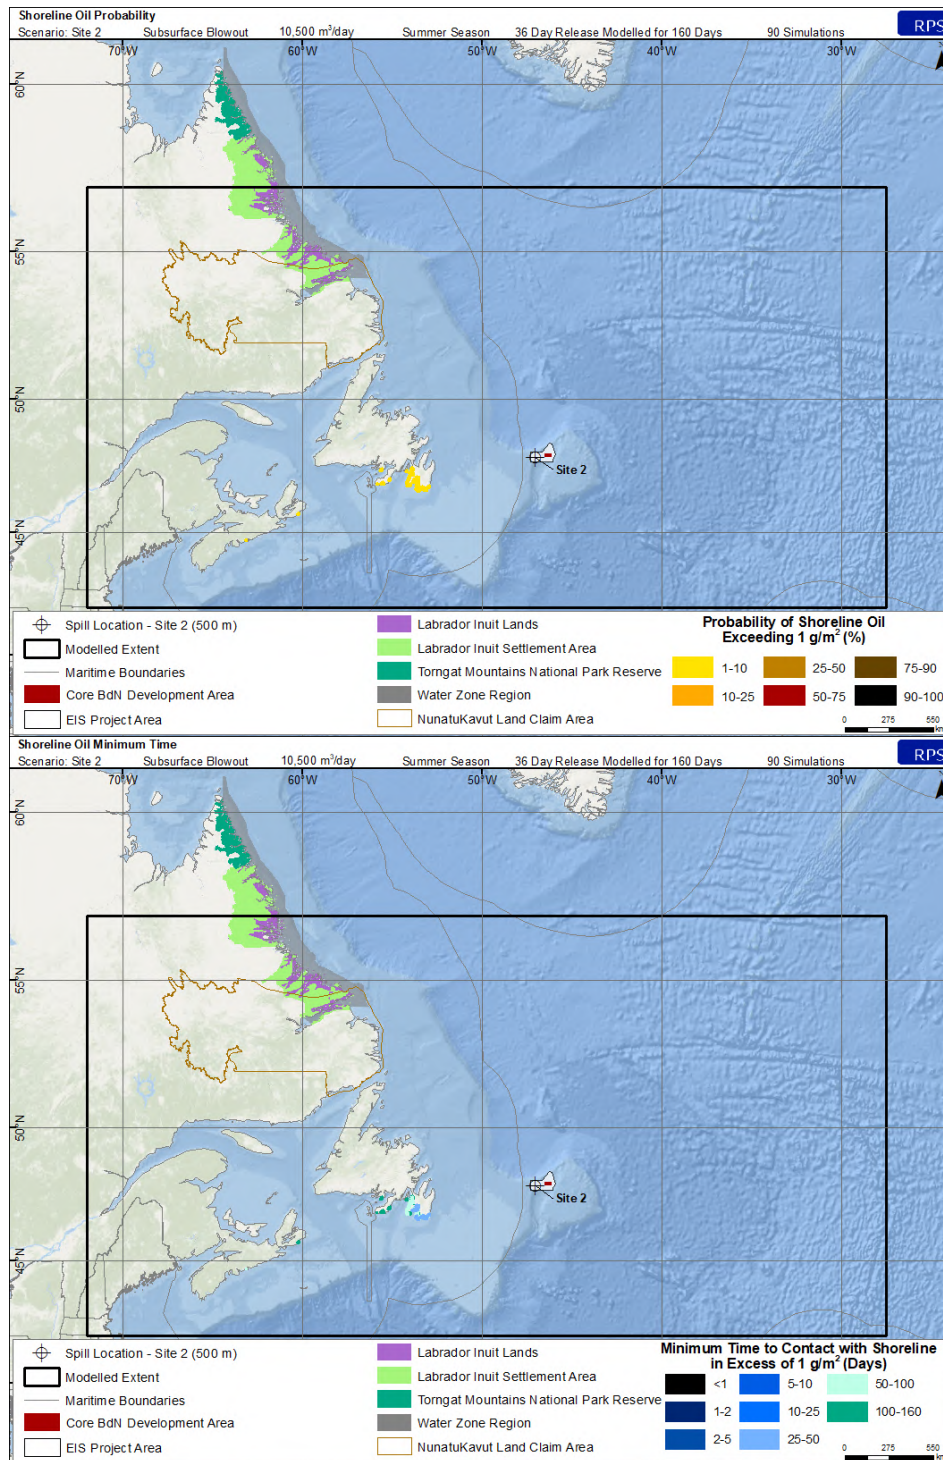 Shoreline Oil Probability
Scenario: Site 2 Subsurface Blowout 10,500 m³/day Summer Season 36 Day Release Modelled for 160 Days 90 Simulations
RPS
70°W 60°W 50°W 40°W 30°W
60°N
55°N
50°N
45°N
Site 2
Spill Location - Site 2 (500 m)
Modelled Extent
Maritime Boundaries
Core BdN Development Area
EIS Project Area
Labrador Inuit Lands
Labrador Inuit Settlement Area
Torngat Mountains National Park Reserve
Water Zone Region
NunatuKavut Land Claim Area
Probability of Shoreline Oil
Exceeding 1 g/m² (%)
1-10 25-50 75-90
10-25 50-75 90-100
0 275 550
Shoreline Oil Minimum Time
Scenario: Site 2 Subsurface Blowout 10,500 m³/day Summer Season 36 Day Release Modelled for 160 Days 90 Simulations
RPS
70°W 60°W 50°W 40°W 30°W
60°N
55°N
50°N
45°N
Site 2
Spill Location - Site 2 (500 m)
Modelled Extent
Maritime Boundaries
Core BdN Development Area
EIS Project Area
Labrador Inuit Lands
Labrador Inuit Settlement Area
Torngat Mountains National Park Reserve
Water Zone Region
NunatuKavut Land Claim Area
Minimum Time to Contact with Shoreline
in Excess of 1 g/m² (Days)
<1 5-10 50-100
1-2 10-25 100-160
2-5 25-50
0 275 550